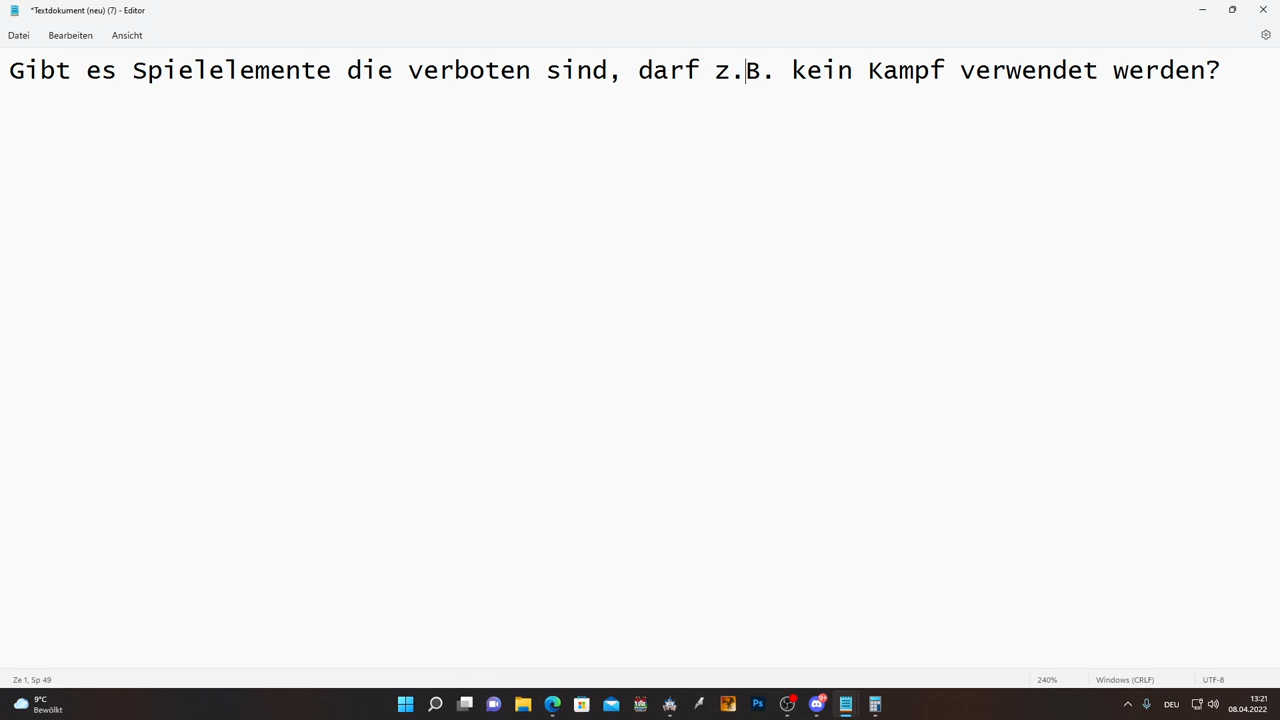 *Textdokument (neu) (7) - Editor
Datei Bearbeiten Ansicht
Gibt es Spielelemente die verboten sind, darf z.B. kein Kampf verwendet werden?
Ze 1, Sp 49 240% Windows (CRLF) UTF-8
9°C
Bewölkt
Ps
DEU
13:21
08.04.2022